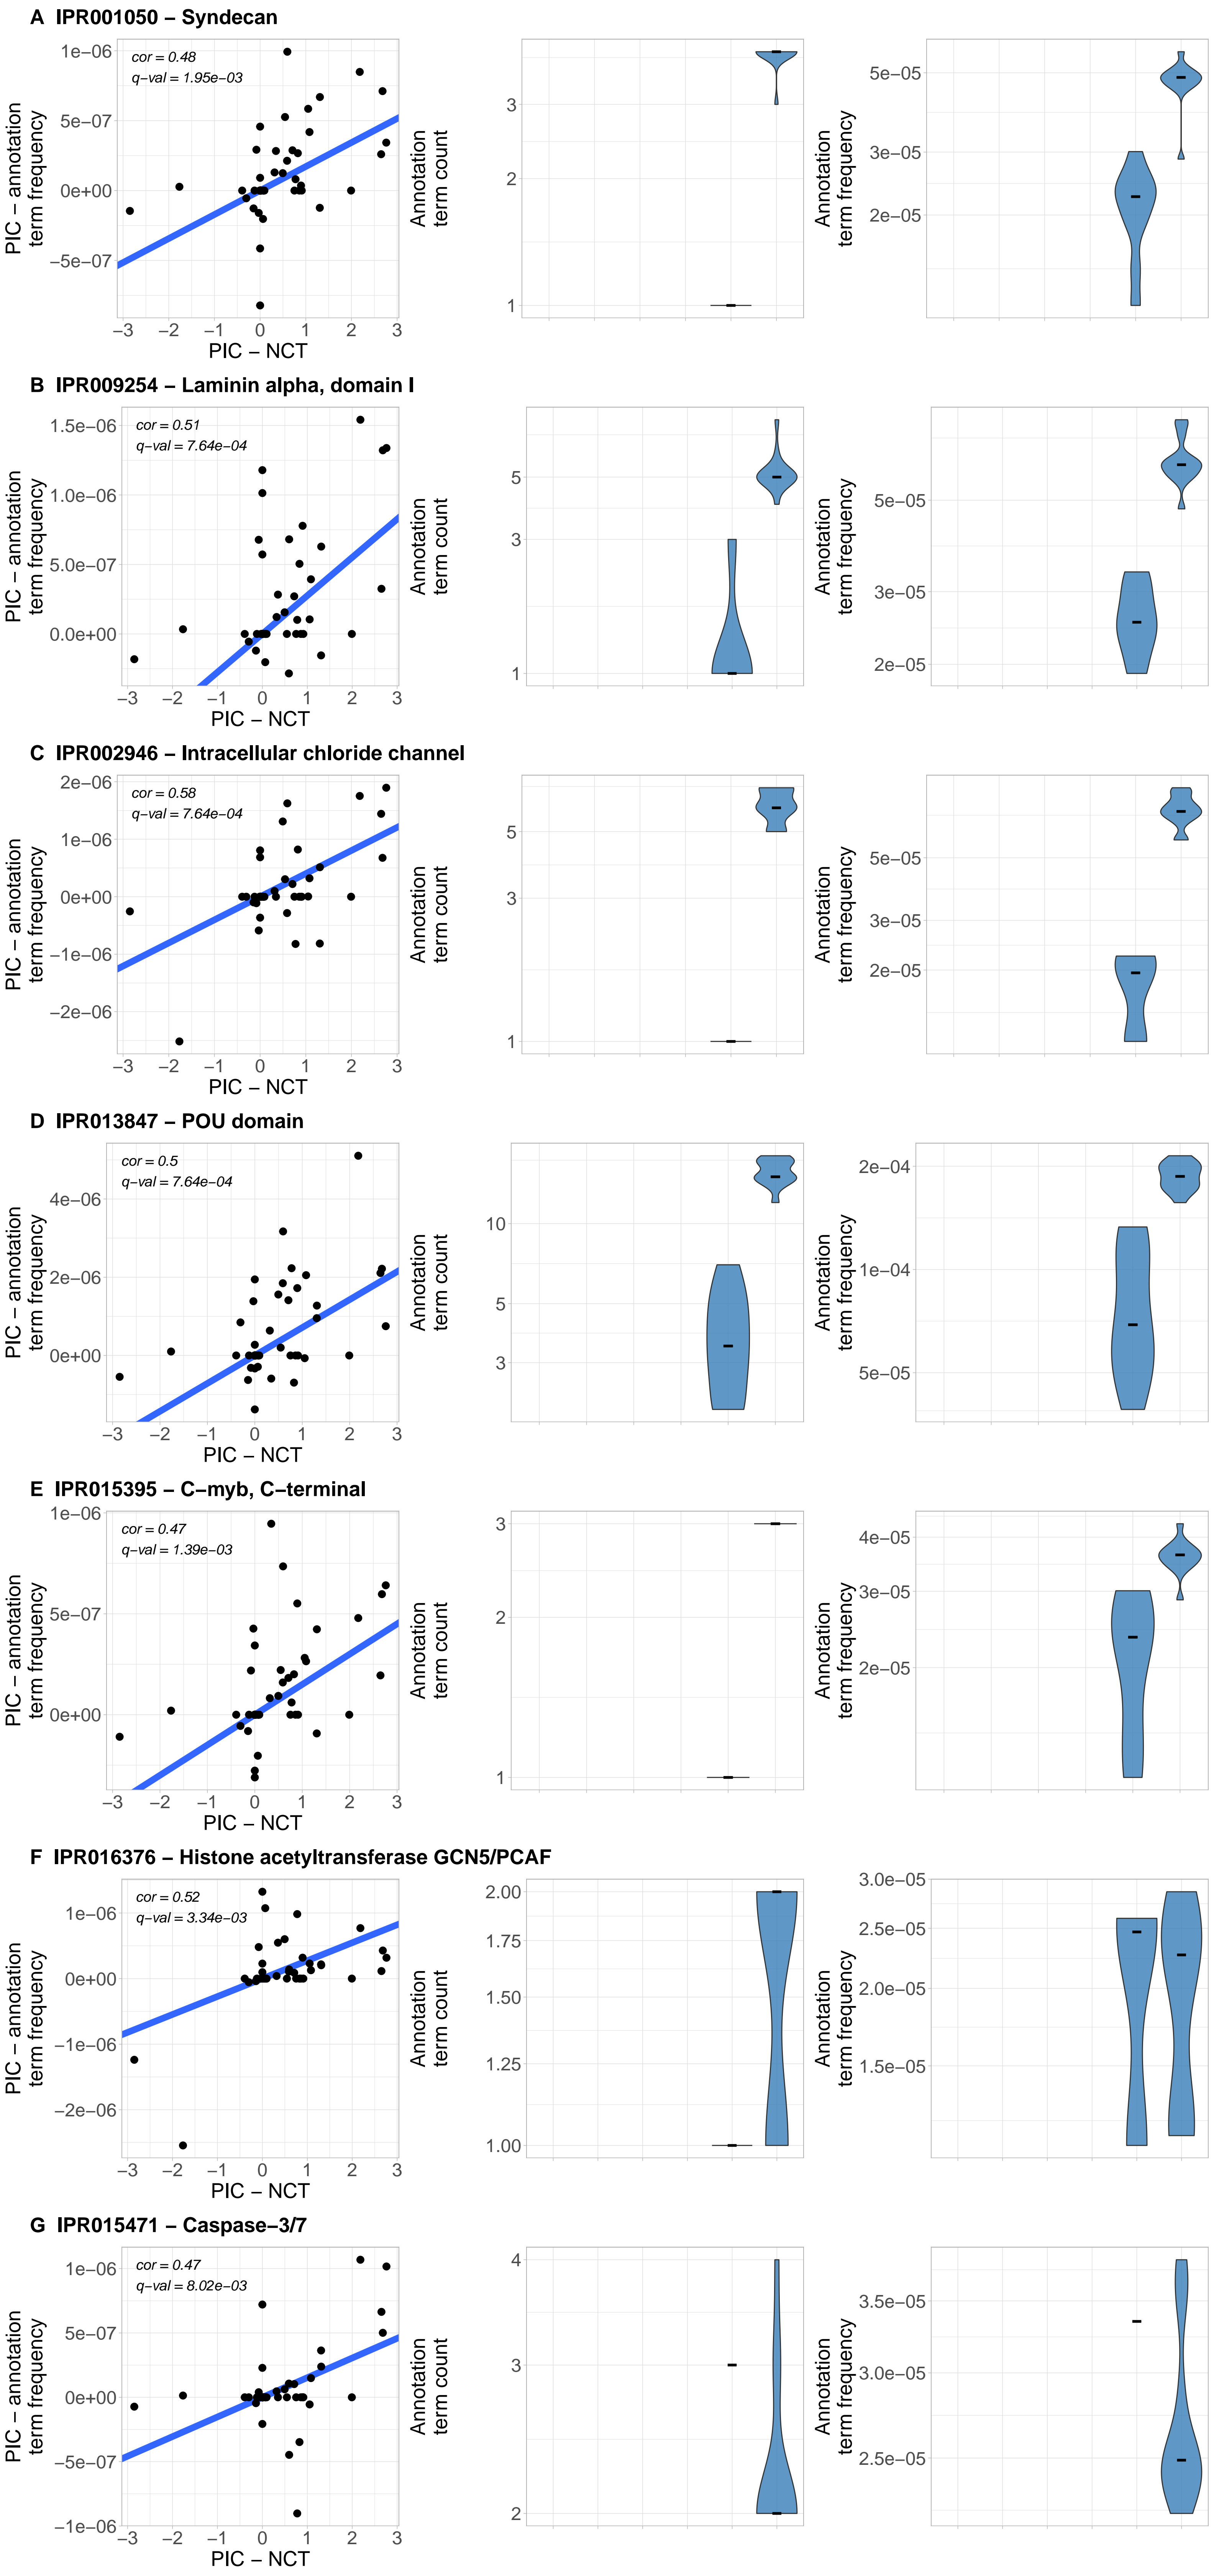 A IPR001050 – Syndecan
cor = 0.48
q−val = 1.95e−03
PIC – annotation
term frequency
1e−06
5e−07
0e+00
−5e−07
−3 −2 −1 0 1 2 3
PIC – NCT
Annotation
term count
3
2
1
Annotation
term frequency
5e−05
3e−05
2e−05
B IPR009254 – Laminin alpha, domain I
cor = 0.51
q−val = 7.64e−04
PIC – annotation
term frequency
1.5e−06
1.0e−06
5.0e−07
0.0e+00
−3 −2 −1 0 1 2 3
PIC – NCT
Annotation
term count
5
3
1
Annotation
term frequency
5e−05
3e−05
2e−05
C IPR002946 – Intracellular chloride channel
cor = 0.58
q−val = 7.64e−04
PIC – annotation
term frequency
2e−06
1e−06
0e+00
−1e−06
−2e−06
−3 −2 −1 0 1 2 3
PIC – NCT
Annotation
term count
5
3
1
Annotation
term frequency
5e−05
3e−05
2e−05
D IPR013847 – POU domain
cor = 0.5
q−val = 7.64e−04
PIC – annotation
term frequency
4e−06
2e−06
0e+00
−3 −2 −1 0 1 2 3
PIC – NCT
Annotation
term count
10
5
3
Annotation
term frequency
2e−04
1e−04
5e−05
E IPR015395 – C−myb, C−terminal
cor = 0.47
q−val = 1.39e−03
PIC – annotation
term frequency
1e−06
5e−07
0e+00
−3 −2 −1 0 1 2 3
PIC – NCT
Annotation
term count
3
2
1
Annotation
term frequency
4e−05
3e−05
2e−05
F IPR016376 – Histone acetyltransferase GCN5/PCAF
cor = 0.52
q−val = 3.34e−03
PIC – annotation
term frequency
1e−06
0e+00
−1e−06
−2e−06
−3 −2 −1 0 1 2 3
PIC – NCT
Annotation
term count
2.00
1.75
1.50
1.25
1.00
Annotation
term frequency
3.0e−05
2.5e−05
2.0e−05
1.5e−05
G IPR015471 – Caspase−3/7
cor = 0.47
q−val = 8.02e−03
PIC – annotation
term frequency
1e−06
5e−07
0e+00
−5e−07
−1e−06
−3 −2 −1 0 1 2 3
PIC – NCT
Annotation
term count
4
3
2
Annotation
term frequency
3.5e−05
3.0e−05
2.5e−05